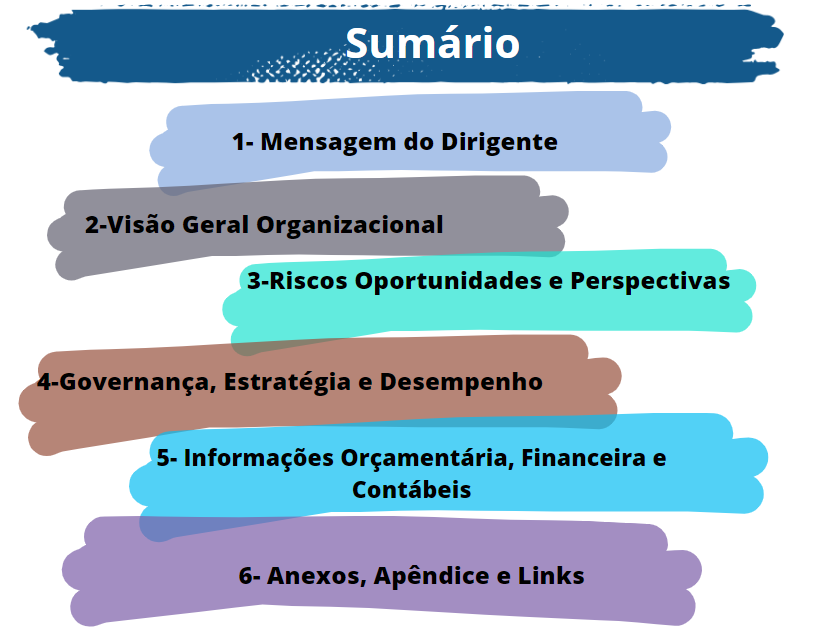 Sumário
1- Mensagem do Dirigente
2-Visão Geral Organizacional
3-Riscos Oportunidades e Perspectivas
4-Governança, Estratégia e Desempenho
5- Informações Orçamentária, Financeira e
Contábeis
6- Anexos, Apêndice e Links